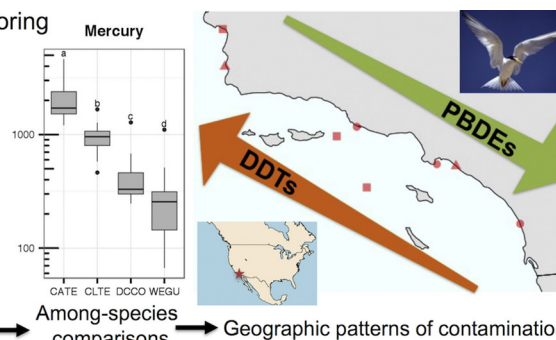 oring
Mercury
a
b
c
d
1000
100
CATE CLTE DCCO WEGU
PBDEs
DDTs
Among-species
comparisons
Geographic patterns of contaminatio